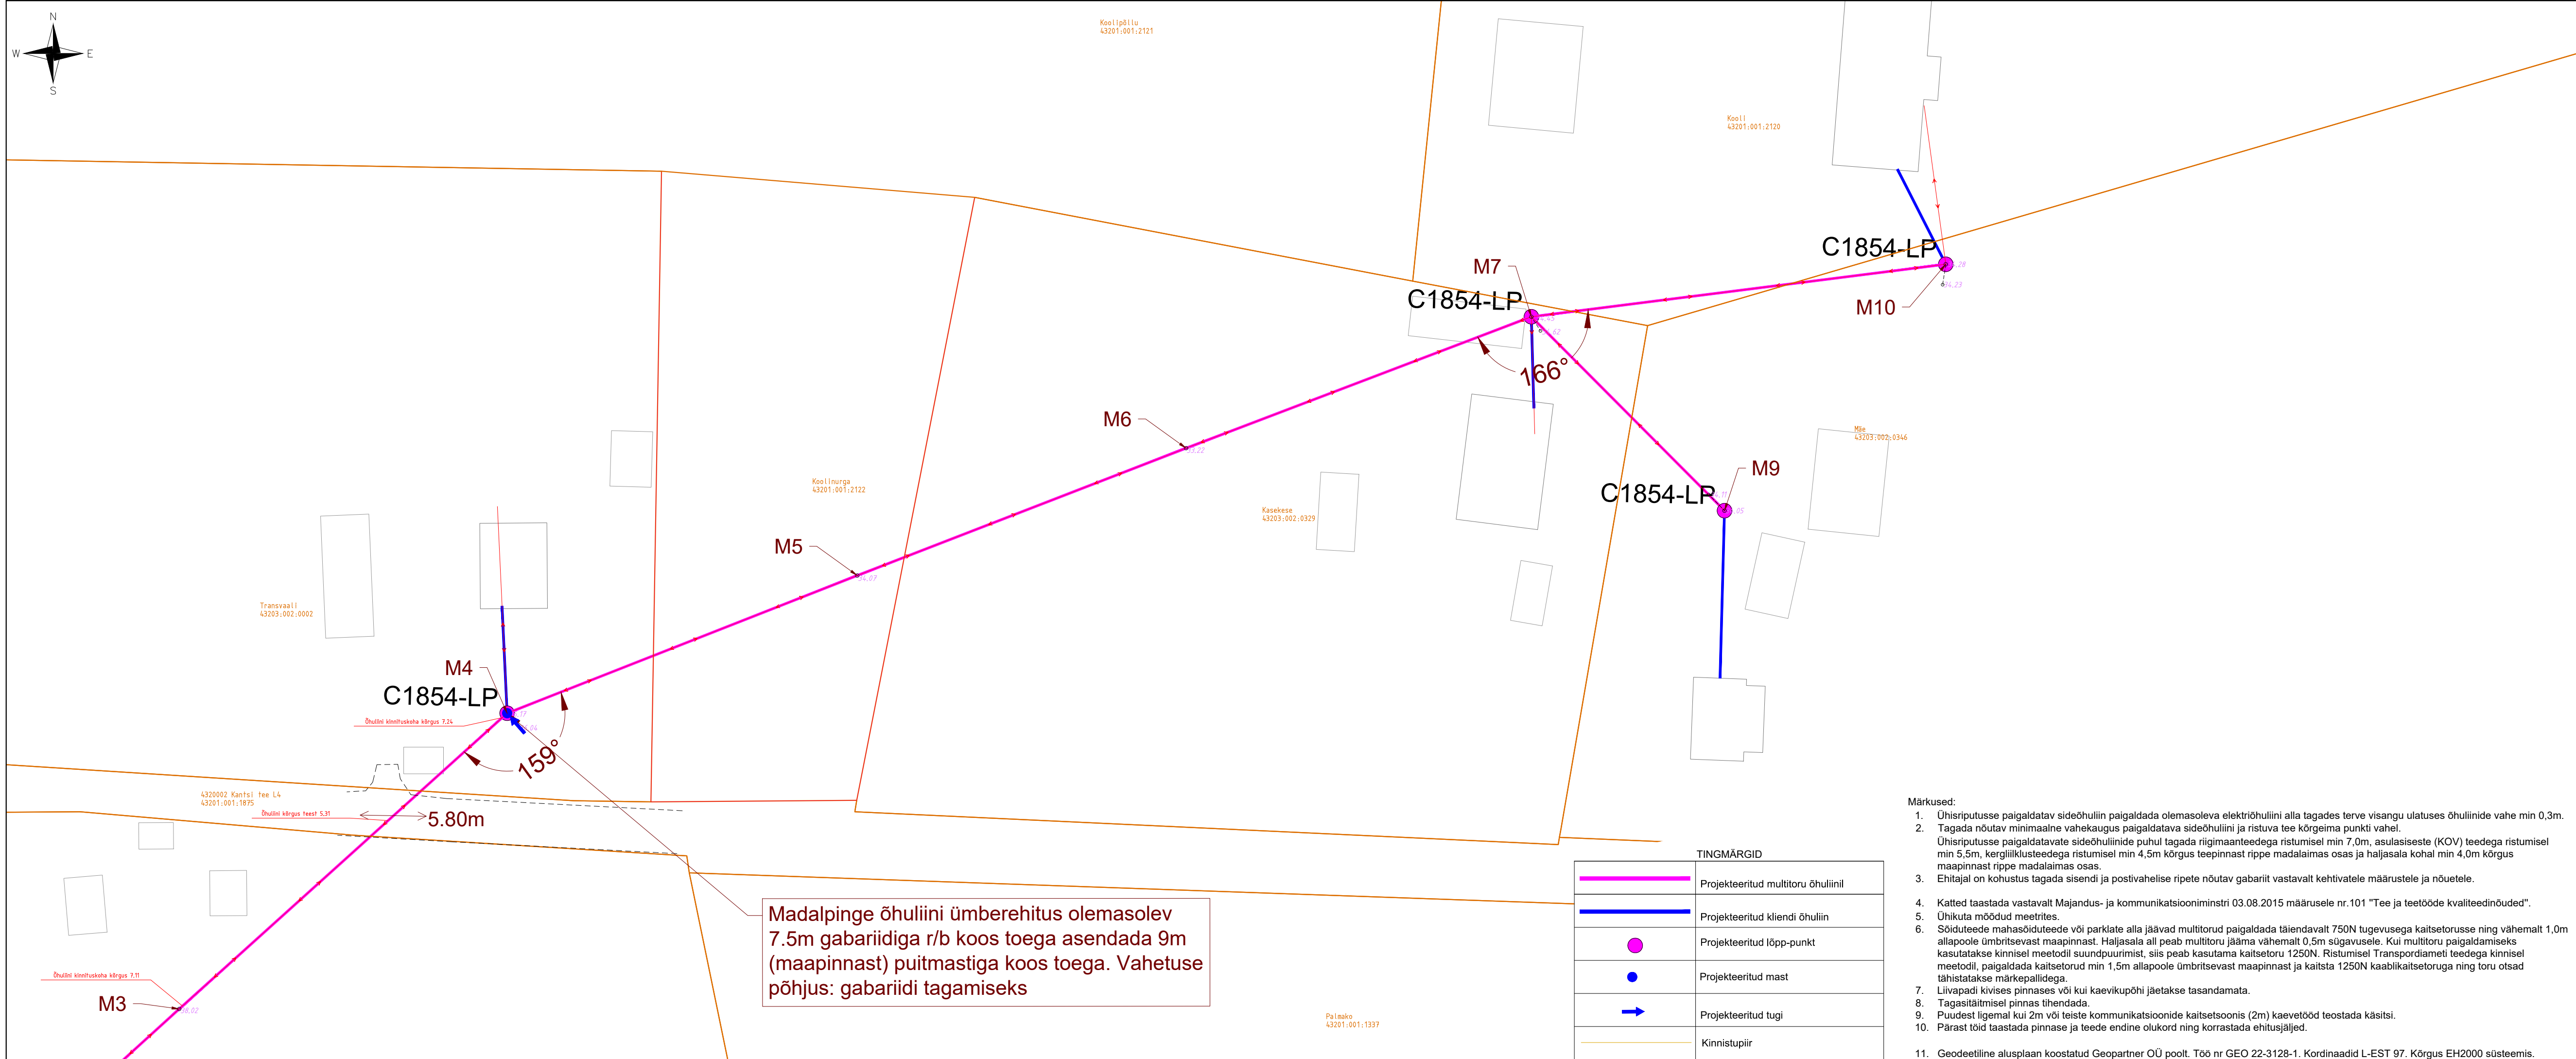 N
W
E
S
Koolipõllu
43201:001:2121
Kooli
43201:001:2120
C1854-LP
M7
C1854-LP
34,23
M10
166°
M6
33,22
Mäe
43203:002:0346
M9
C1854-LP
Koolnurga
43201:001:2122
Kasekese
43203:002:0329
M5
34,07
Transvaali
43203:002:0002
M4
C1854-LP
Õhuliini kinnituskoha kõrgus 7,24
159°
4320002 Kantsi tee L4
43201:001:1875
Õhuliini kõrgus teest 5,31
5.80m
Madalpinge õhuliini ümberehitus olemasolev
7.5m gabariidiga r/b koos toega asendada 9m
(maapinnast) puitmastiga koos toega. Vahetuse
põhjus: gabariidi tagamiseks
Õhuliini kinnituskoha kõrgus 7,11
M3
38,02
Palmako
43201:001:1337
TINGMÄRGID
Projekteeritud multitoru õhuliinil
Projekteeritud kliendi õhuliin
Projekteeritud lõpp-punkt
Projekteeritud mast
Projekteeritud tugi
Kinnistupiir
Märkused:
1. Ühisriputusse paigaldatav sideõhuliin paigaldada olemasoleva elektriõhuliini alla tagades terve visangu ulatuses õhuliinide vahe min 0,3m.
2. Tagada nõutav minimaalne vahekaugus paigaldatava sideõhuliini ja ristuva tee kõrgeima punkti vahel.
Ühisriputusse paigaldatavate sideõhuliinide puhul tagada riigimaanteedega ristumisel min 7,0m, asulasiseste (KOV) teedega ristumisel
min 5,5m, kergliiklusteedega ristumisel min 4,5m kõrgus teepinnast rippe madalaimas osas ja haljasala kohal min 4,0m kõrgus
maapinnast rippe madalaimas osas.
3. Ehitajal on kohustus tagada sisendi ja postivahelise ripete nõutav gabariit vastavalt kehtivatele määrustele ja nõuetele.
4. Katted taastada vastavalt Majandus- ja kommunikatsiooniministri 03.08.2015 määrusele nr.101 "Tee ja teetööde kvaliteedinõuded".
5. Ühikuta mõõdud meetrites.
6. Sõiduteede mahasõiduteede või parklate alla jäävad multitorud paigaldada täiendavalt 750N tugevusega kaitsetorusse ning vähemalt 1,0m
allapoole ümbritsevast maapinnast. Haljasala all peab multitoru jääma vähemalt 0,5m sügavusele. Kui multitoru paigaldamiseks
kasutatakse kinnisel meetodil suundpuurimist, siis peab kasutama kaitsetoru 1250N. Ristumisel Transpordiameti teedega kinnisel
meetodil, paigaldada kaitsetorud min 1,5m allapoole ümbritsevast maapinnast ja kaitsta 1250N kaablikaitsetoruga ning toru otsad
tähistatakse märkepallidega.
7. Liivapadi kivises pinnases või kui kaevikupõhi jäetakse tasandamata.
8. Tagasitäitmisel pinnas tihendada.
9. Puudest ligemal kui 2m või teiste kommunikatsioonide kaitsetsoonis (2m) kaevetööd teostada käsitsi.
10. Pärast töid taastada pinnase ja teede endine olukord ning korrastada ehitusjäljed.
11. Geodeetiline alusplaan koostatud Geopartner OÜ poolt. Töö nr GEO 22-3128-1. Kordinaadid L-EST 97. Kõrgus EH2000 süsteemis.